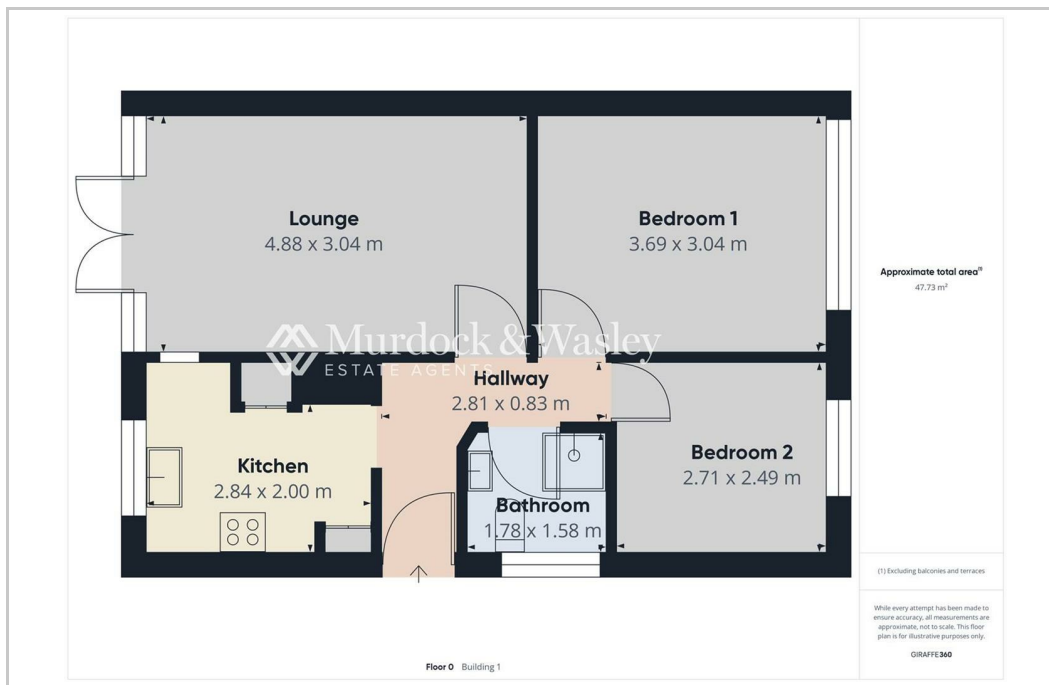 Lounge
4.88 x 3.04 m
Bedroom 1
3.69 x 3.04 m
Approximate total area⁽¹⁾
47.73 m²
Murdock & Wasley
ESTATE AGENTS
Hallway
2.81 x 0.83 m
Kitchen
2.84 x 2.00 m
Bedroom 2
2.71 x 2.49 m
Bathroom
1.78 x 1.58 m
(1) Excluding balconies and terraces
While every attempt has been made to
ensure accuracy, all measurements are
approximate, not to scale. This floor
plan is for illustrative purposes only.
GIRAFFE360
Floor 0 Building 1